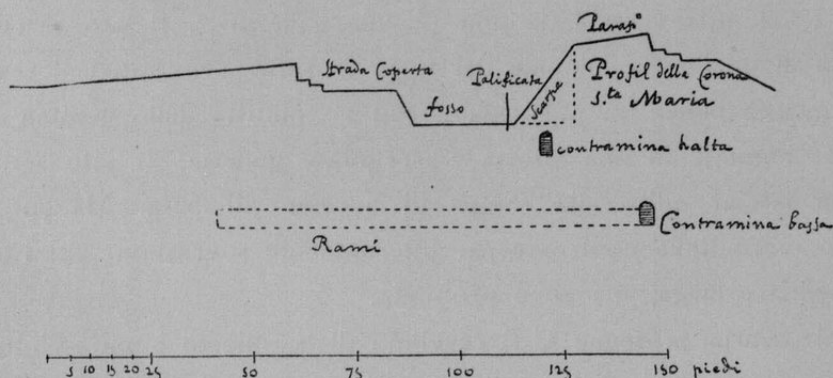 Parapº
Strada Coperta
Palificata
Scarpa
Profil della Corona
S.ta Maria
fosso
contramina halta
Contramina bassa
Rami
5 10 15 20 25 50 75 100 125 150 piedi